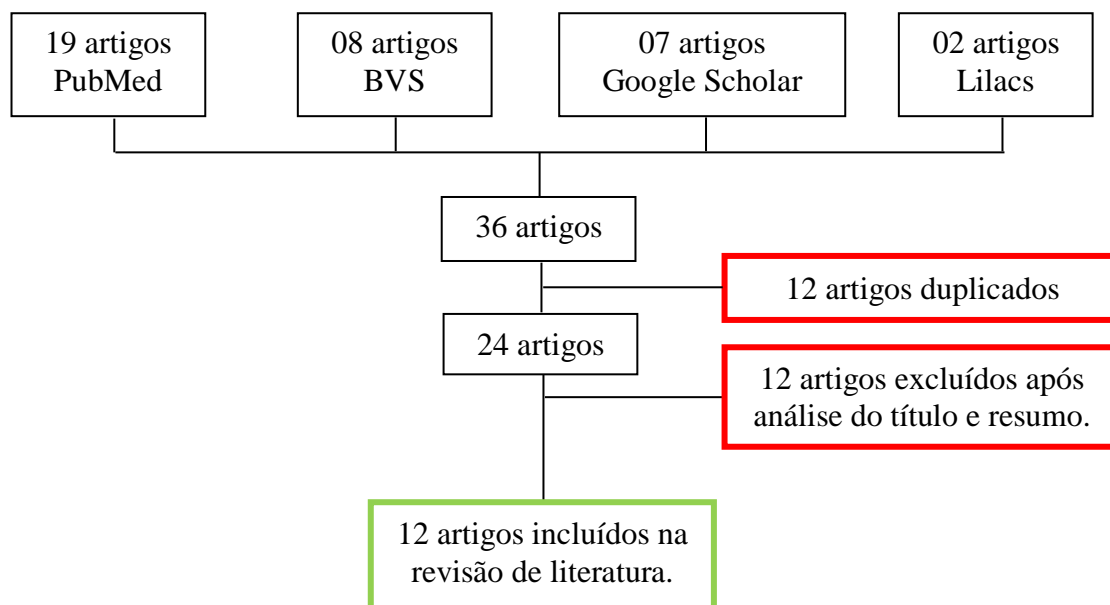 19 artigos
PubMed
08 artigos
BVS
07 artigos
Google Scholar
02 artigos
Lilacs
36 artigos
12 artigos duplicados
24 artigos
12 artigos excluídos após
análise do título e resumo.
12 artigos incluídos na
revisão de literatura.